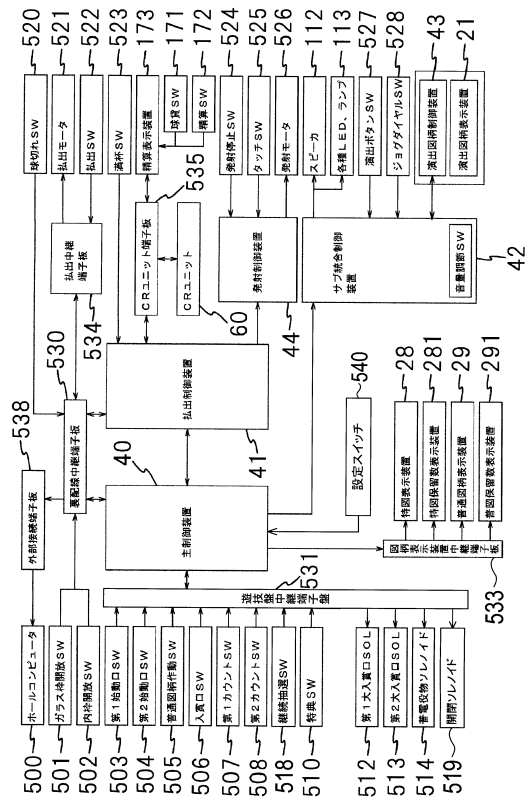 520
球切れSW
521
払出モータ
522
払出SW
523
満杯SW
173
精算表示装置
171
球貸SW
172
精算SW
524
発射停止SW
525
タッチSW
526
発射モータ
112
スピーカ
113
各種LED、ランプ
527
演出ボタンSW
528
ジョグダイヤルSW
43
演出図柄制御装置
21
演出図柄表示装置
払出中継
端子板
534
CRユニット端子板
535
CRユニット
60
発射制御装置
44
サブ統合制御
装置
音量調節SW
42
538
外部接続端子板
530
裏配線中継端子板
払出制御装置
41
40
主制御装置
540
設定スイッチ
28
特図表示装置
281
特図保留数表示装置
29
普通図柄表示装置
291
普図保留数表示装置
図柄表示装置中継端子板
533
531
遊技盤中継端子盤
ホールコンピュータ
500
ガラス枠開放SW
501
内枠開放SW
502
第1始動口SW
503
第2始動口SW
504
普通図柄作動SW
505
入賞口SW
506
第1カウントSW
507
第2カウントSW
508
継続抽選SW
518
特典SW
510
第1大入賞口SOL
512
第2大入賞口SOL
513
普電役物ソレノイド
514
開閉ソレノイド
519